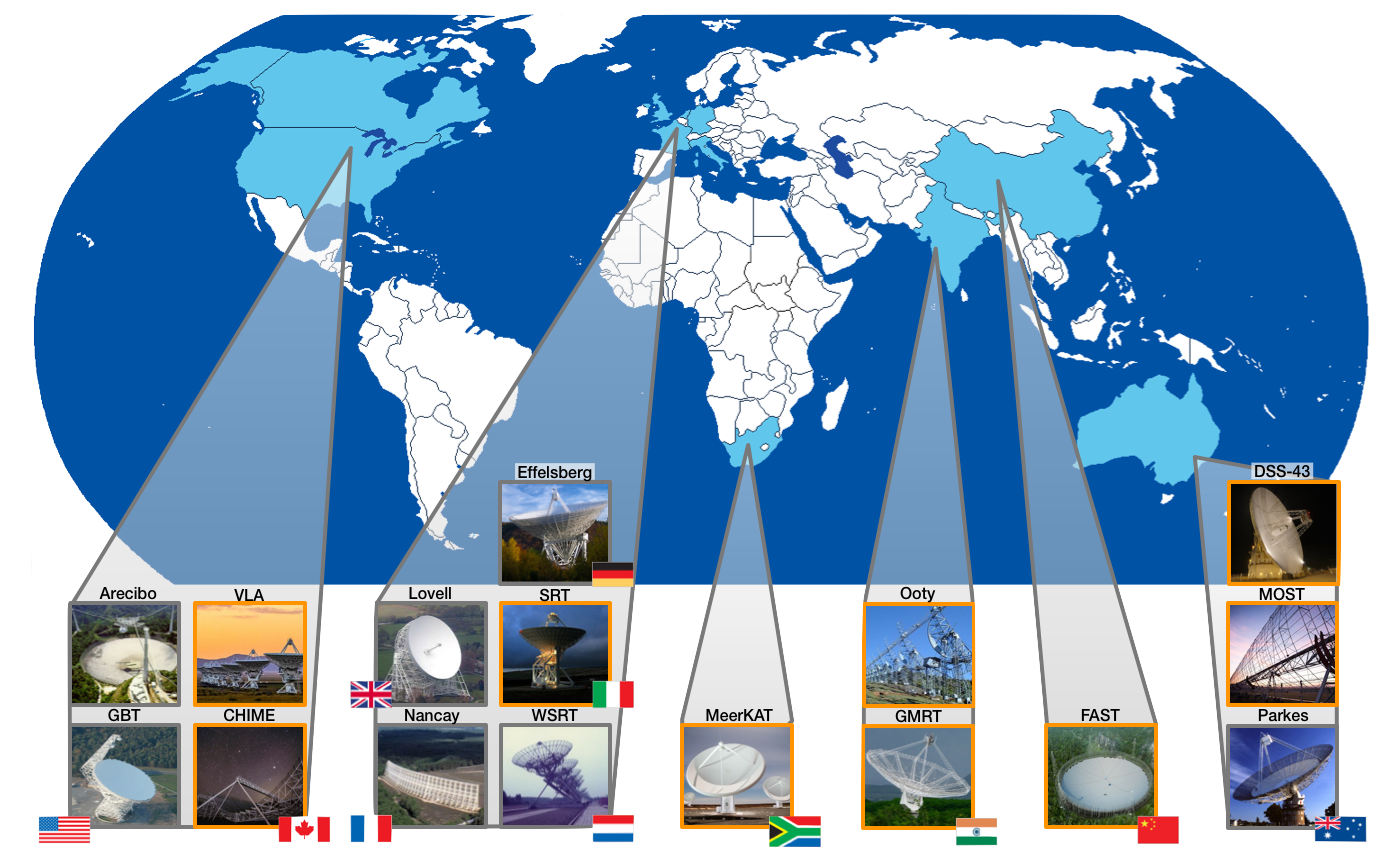 Effelsberg
DSS-43
Arecibo
VLA
Lovell
SRT
Ooty
MOST
GBT
CHIME
Nancay
WSRT
MeerKAT
GMRT
FAST
Parkes